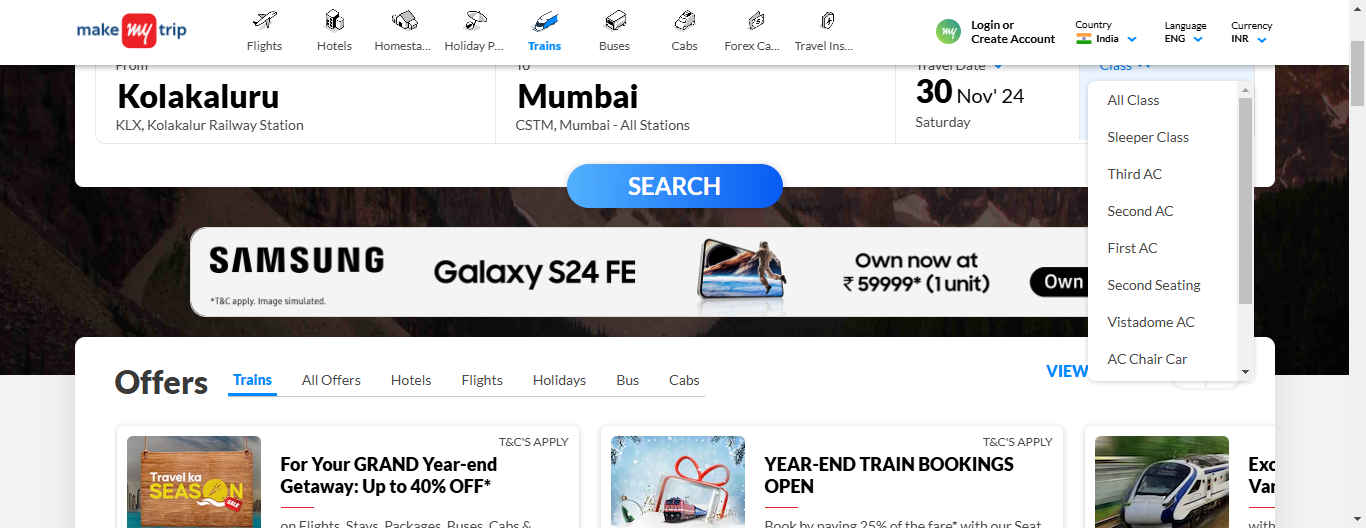 make my trip
Flights
Hotels
Homesta...
Holiday P...
Trains
Buses
Cabs
Forex Ca...
Travel Ins...
my
Login or
Create Account
Country
India
Language
ENG
Currency
INR
From
Kolakaluru
KLX, Kolakalur Railway Station
To
Mumbai
CSTM, Mumbai - All Stations
Travel Date
30 Nov' 24
Saturday
Class
All Class
Sleeper Class
Third AC
Second AC
First AC
Second Seating
Vistadome AC
AC Chair Car
SEARCH
SAMSUNG
*T&C apply. Image simulated.
Galaxy S24 FE
Own now at
₹ 59999* (1 unit)
Own
Offers
Trains
All Offers
Hotels
Flights
Holidays
Bus
Cabs
VIEW
Travel ka
SEASON
SALE
T&C'S APPLY
For Your GRAND Year-end
Getaway: Up to 40% OFF*
on Flights, Stays, Packages, Buses, Cabs &
T&C'S APPLY
YEAR-END TRAIN BOOKINGS
OPEN
Book by paying 25% of the fare* with our Seat